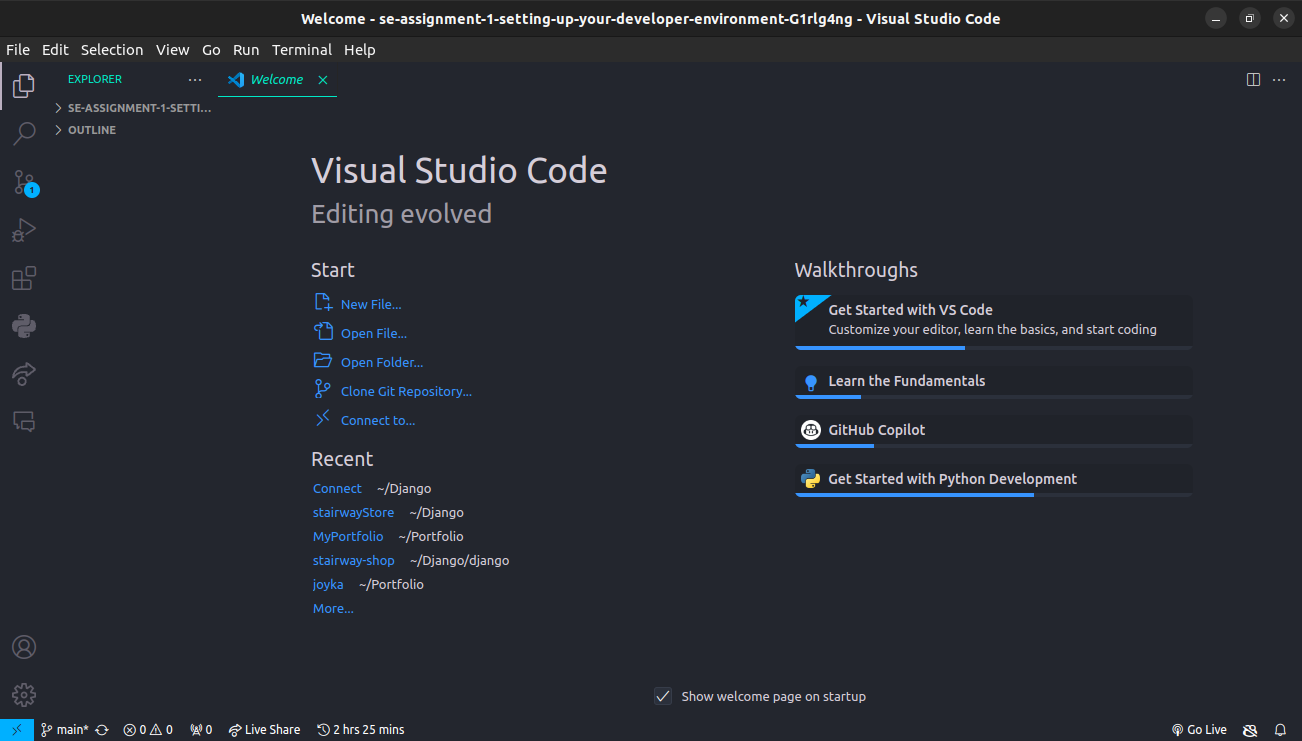 Welcome - se-assignment-1-setting-up-your-developer-environment-G1rlg4ng - Visual Studio Code
File Edit Selection View Go Run Terminal Help
EXPLORER
Welcome
SE-ASSIGNMENT-1-SETTI...
OUTLINE
1
Visual Studio Code
Editing evolved
Start
New File...
Open File...
Open Folder...
Clone Git Repository...
Connect to...
Recent
Connect ~/Django
stairwayStore ~/Django
MyPortfolio ~/Portfolio
stairway-shop ~/Django/django
joyka ~/Portfolio
More...
Walkthroughs
Get Started with VS Code
Customize your editor, learn the basics, and start coding
Learn the Fundamentals
GitHub Copilot
Get Started with Python Development
Show welcome page on startup
main* 0 0 0 Live Share 2 hrs 25 mins Go Live